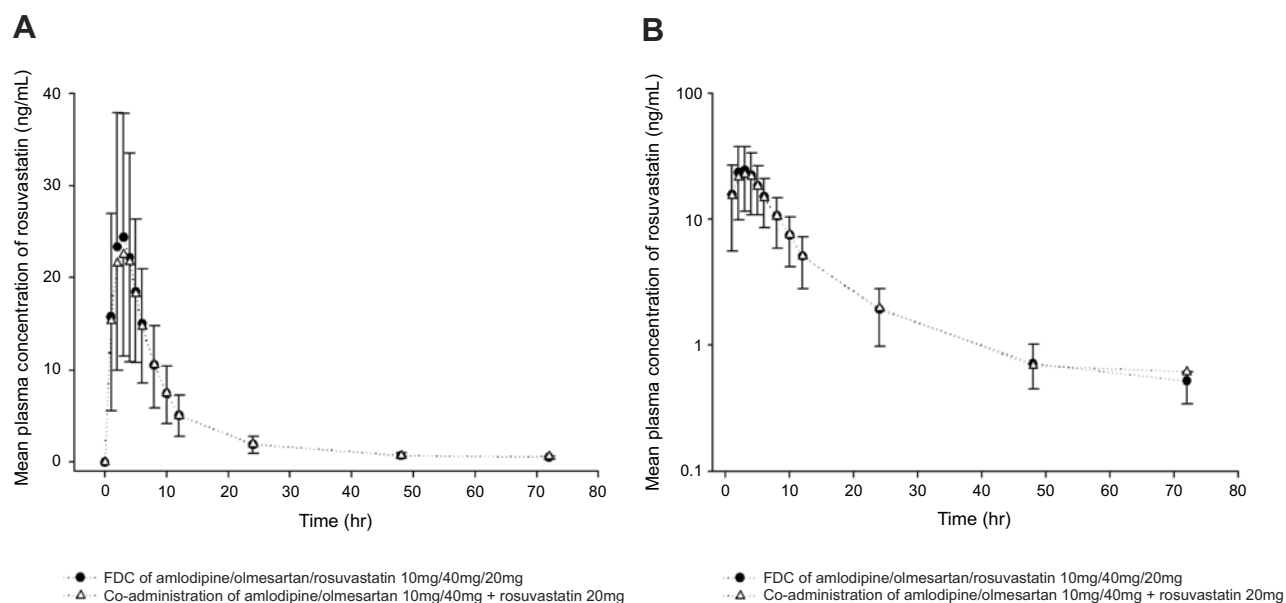 A
Mean plasma concentration of rosuvastatin (ng/mL)
40
30
20
10
0
0 10 20 30 40 50 60 70 80
Time (hr)
FDC of amlodipine/olmesartan/rosuvastatin 10mg/40mg/20mg
Co-administration of amlodipine/olmesartan 10mg/40mg + rosuvastatin 20mg
B
Mean plasma concentration of rosuvastatin (ng/mL)
100
10
1
0.1
0 10 20 30 40 50 60 70 80
Time (hr)
FDC of amlodipine/olmesartan/rosuvastatin 10mg/40mg/20mg
Co-administration of amlodipine/olmesartan 10mg/40mg + rosuvastatin 20mg